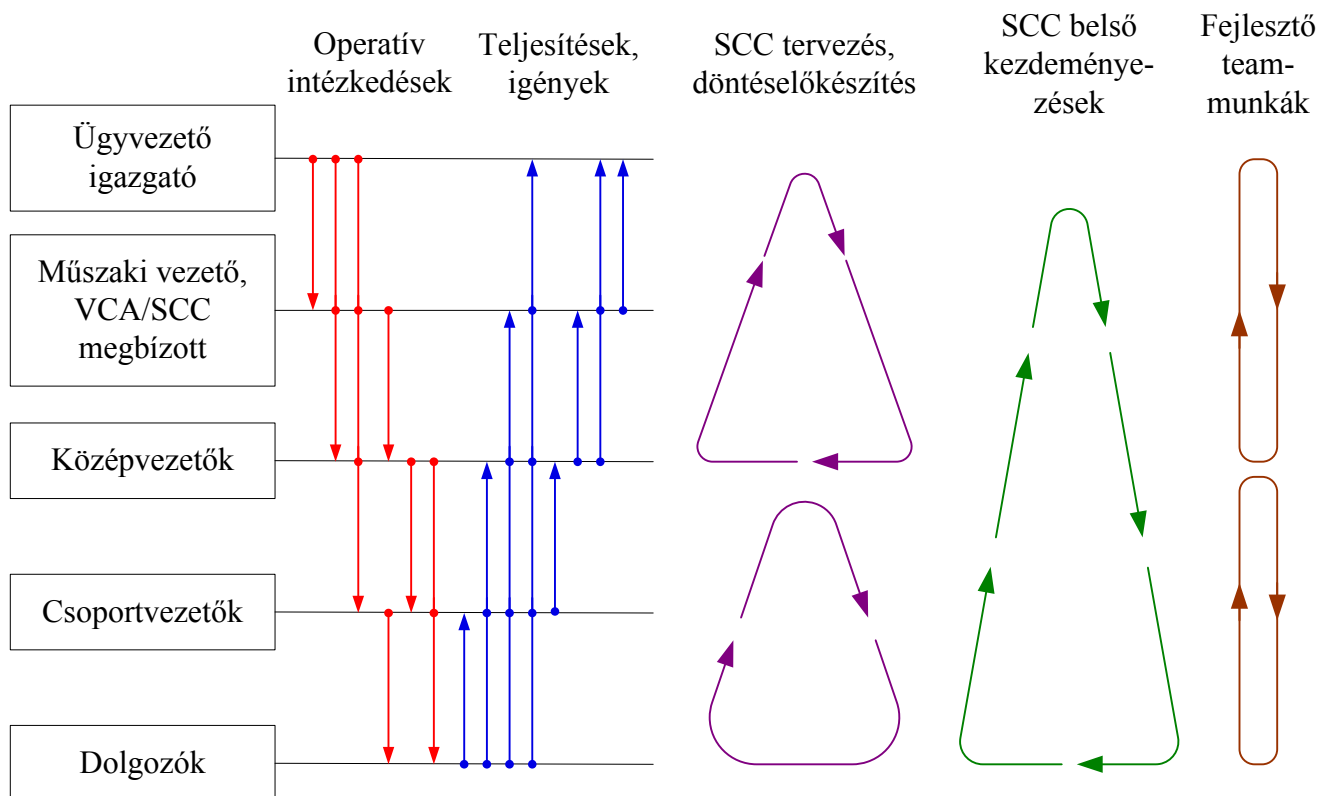 Operatív
intézkedések
Teljesítések,
igények
SCC tervezés,
döntéselőkészítés
SCC belső
kezdeménye-
zések
Fejlesztő
team-
munkák
Ügyvezető
igazgató
Műszaki vezető,
VCA/SCC
megbízott
Középvezetők
Csoportvezetők
Dolgozók